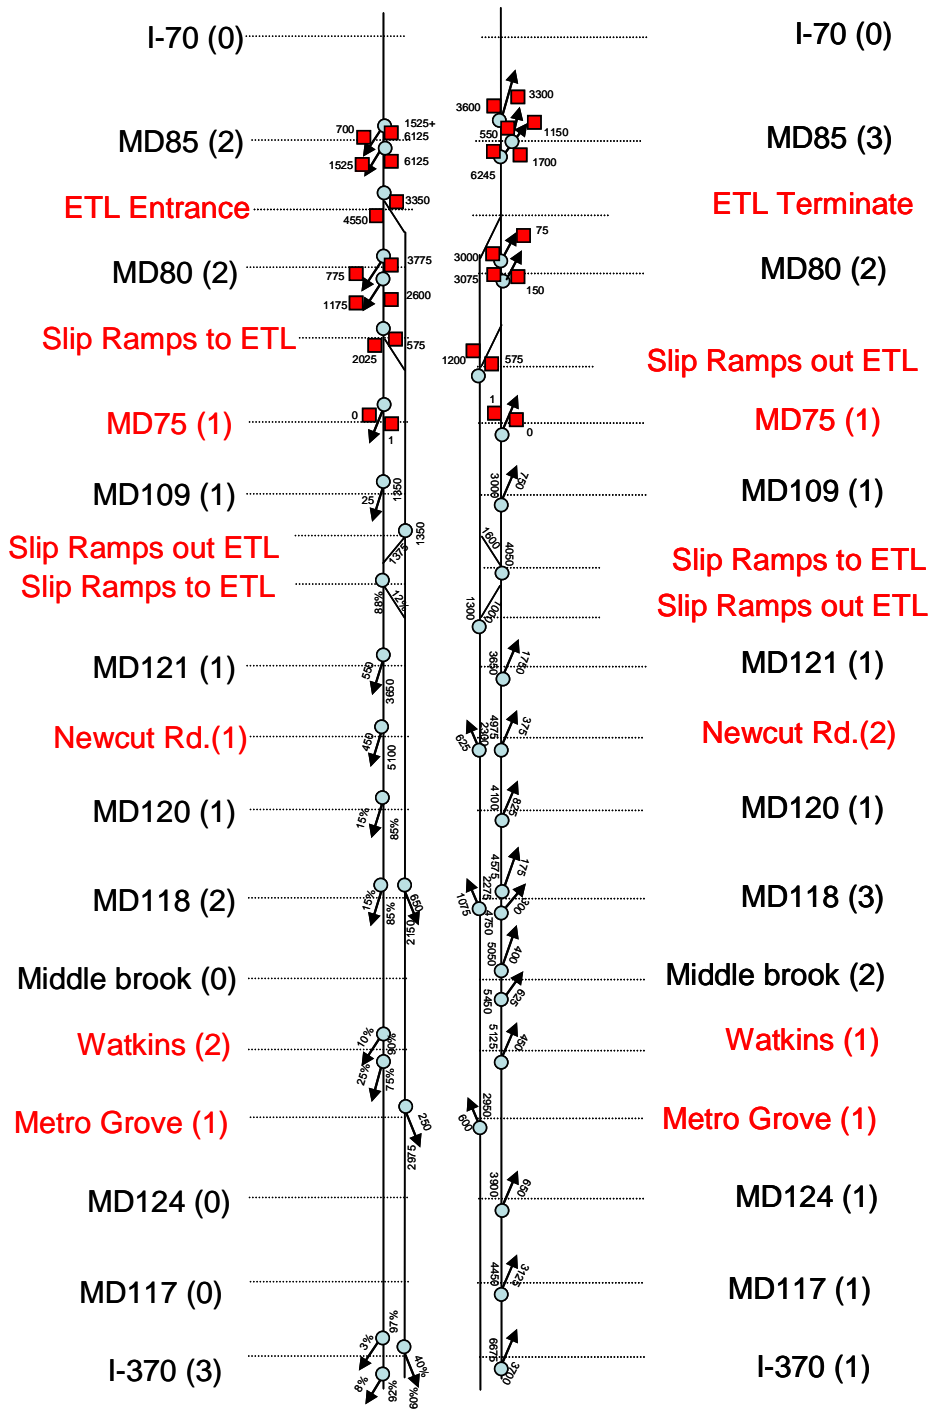 I-70 (0)
I-70 (0)
3600
3300
700
1525+
6125
MD85 (2)
550
1150
MD85 (3)
1525
6125
6245
1700
ETL Entrance
3350
4550
ETL Terminate
75
MD80 (2)
3775
775
3000
3075
150
MD80 (2)
1175
2600
Slip Ramps to ETL
575
2025
1200
575
Slip Ramps out ETL
MD75 (1)
0
1
1
0
MD75 (1)
MD109 (1)
25
1350
3000
750
MD109 (1)
Slip Ramps out ETL
1350
1375
1600
4050
Slip Ramps to ETL
Slip Ramps to ETL
88%
12%
1300
1000
Slip Ramps out ETL
MD121 (1)
550
3650
3650
1750
MD121 (1)
Newcut Rd.(1)
450
5100
625
2300
4975
375
Newcut Rd.(2)
MD120 (1)
15%
85%
4100
825
MD120 (1)
4575
175
MD118 (2)
15%
85%
650
2150
1075
2275
4750
300
MD118 (3)
Middle brook (0)
5050
400
5450
625
Middle brook (2)
Watkins (2)
10%
90%
25%
75%
5125
450
Watkins (1)
Metro Grove (1)
250
2975
2950
600
Metro Grove (1)
MD124 (0)
3900
650
MD124 (1)
MD117 (0)
4450
3125
MD117 (1)
I-370 (3)
3%
97%
8%
92%
40%
60%
6675
3700
I-370 (1)